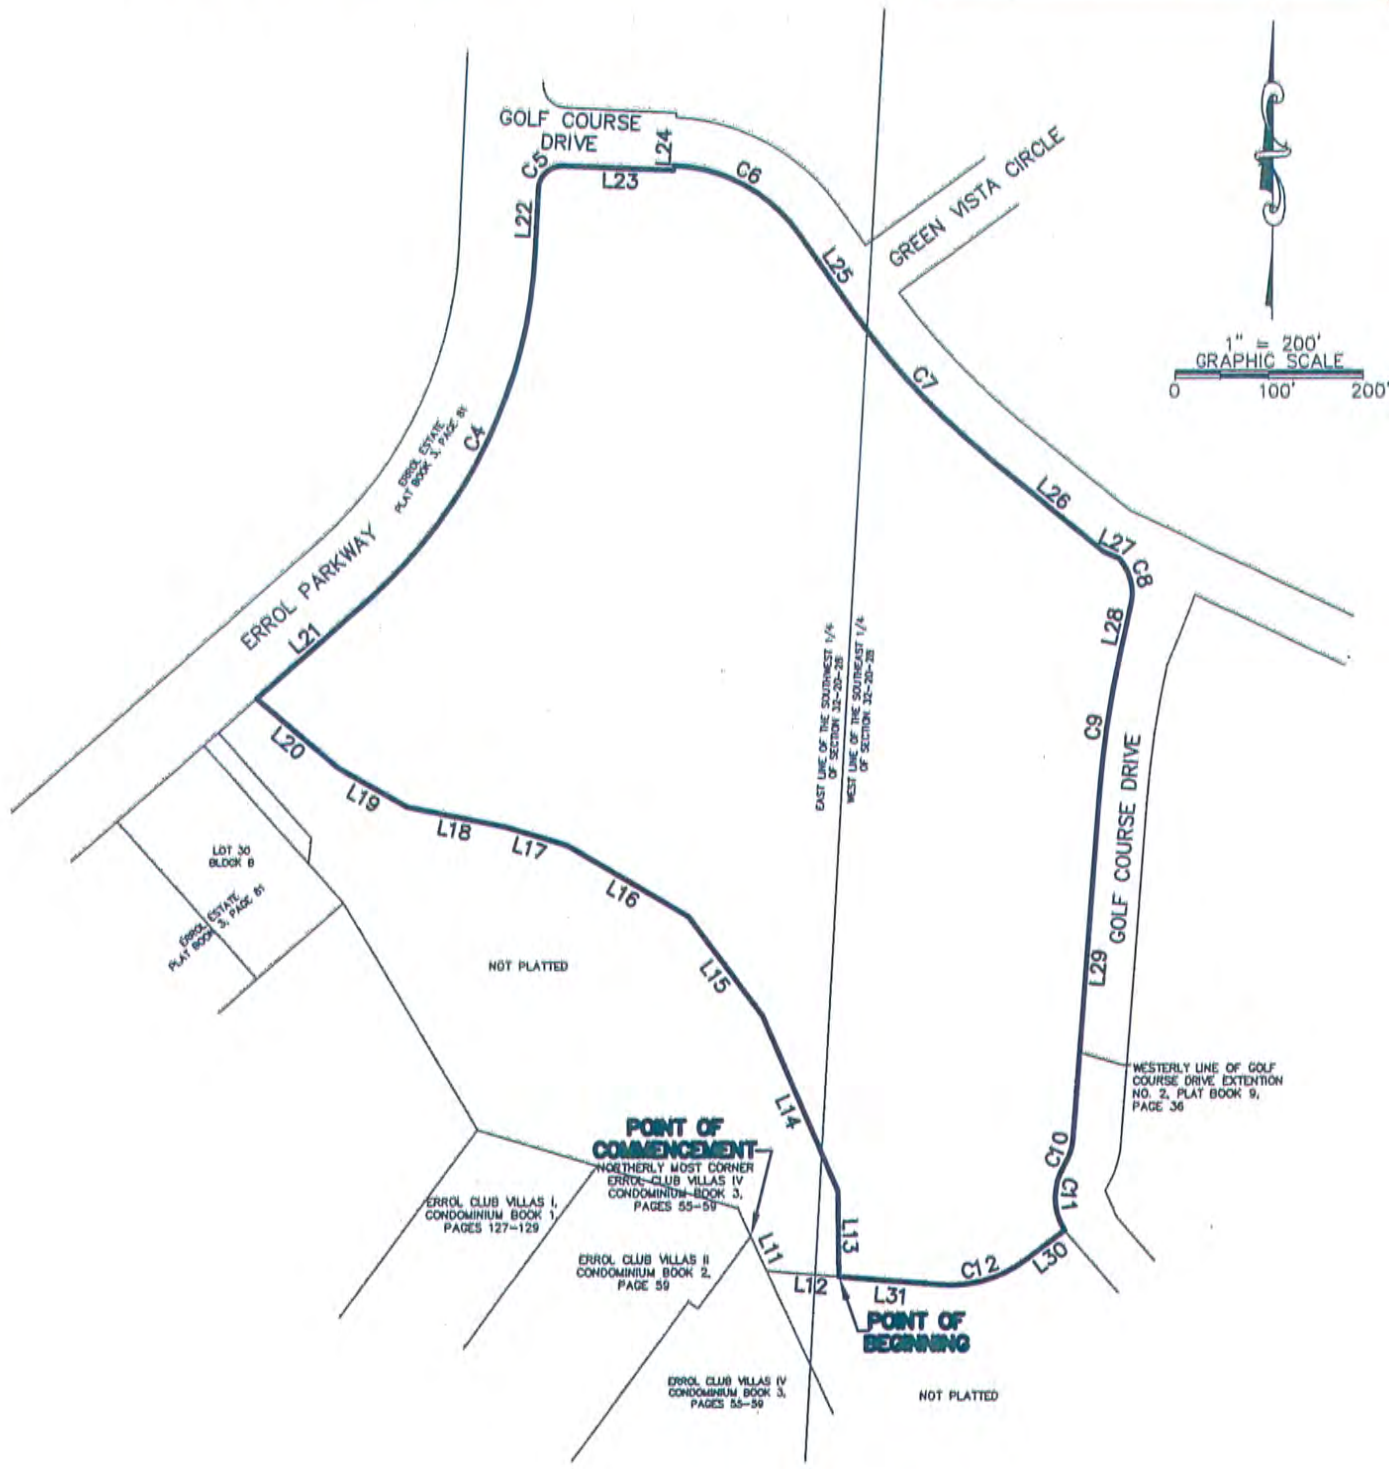 GOLF COURSE
DRIVE
L24
C5
L23
C6
L22
GREEN VISTA CIRCLE
L25
1" = 200'
GRAPHIC SCALE
0 100' 200'
C7
C4
ERROL ESTATE
PLAT BOOK 3, PAGE 81
L26
L27
C8
ERROL PARKWAY
L21
L28
EAST LINE OF THE SOUTHWEST 1/4
OF SECTION 32-20-28
WEST LINE OF THE SOUTHEAST 1/4
OF SECTION 32-20-28
C9
L20
L19
L18
L17
GOLF COURSE DRIVE
LOT 30
BLOCK B
ERROL ESTATE
PLAT BOOK 3, PAGE 81
L16
NOT PLATTED
L15
L29
WESTERLY LINE OF GOLF
COURSE DRIVE EXTENTION
NO. 2, PLAT BOOK 9,
PAGE 36
L14
POINT OF
COMMENCEMENT
NORTHERLY MOST CORNER
ERROL CLUB VILLAS IV
CONDOMINIUM BOOK 3,
PAGES 55-59
C10
C11
ERROL CLUB VILLAS I,
CONDOMINIUM BOOK 1,
PAGES 127-129
L13
L11
L30
ERROL CLUB VILLAS II
CONDOMINIUM BOOK 2,
PAGE 59
L12
L31
C12
POINT OF
BEGINNING
ERROL CLUB VILLAS IV
CONDOMINIUM BOOK 3,
PAGES 55-59
NOT PLATTED